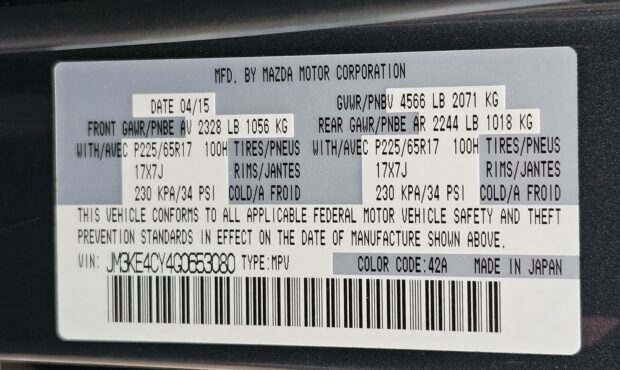 MFD. BY MAZDA MOTOR CORPORATION
DATE 04/15 GVWR/PNBV 4566 LB 2071 KG
FRONT GAWR/PNBE AV 2328 LB 1056 KG REAR GAWR/PNBE AR 2244 LB 1018 KG
WITH/AVEC P225/65R17 100H TIRES/PNEUS WITH/AVEC P225/65R17 100H TIRES/PNEUS
17X7J RIMS/JANTES 17X7J RIMS/JANTES
230 KPA/34 PSI COLD/A FROID 230 KPA/34 PSI COLD/A FROID
THIS VEHICLE CONFORMS TO ALL APPLICABLE FEDERAL MOTOR VEHICLE SAFETY AND THEFT
PREVENTION STANDARDS IN EFFECT ON THE DATE OF MANUFACTURE SHOWN ABOVE.
VIN: JM3KE4CY4G0553080 TYPE:MPV COLOR CODE:42A MADE IN JAPAN